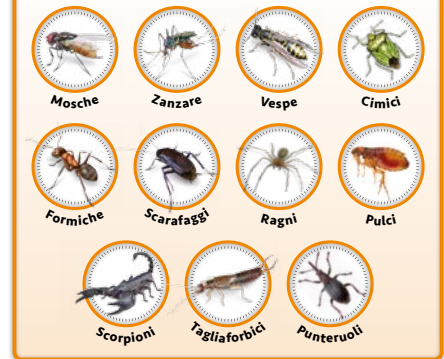 Mosche Zanzare Vespe Cimici
Formiche Scarafaggi Ragni Pulci
Scorpioni Tagliaforbici Punteruoli